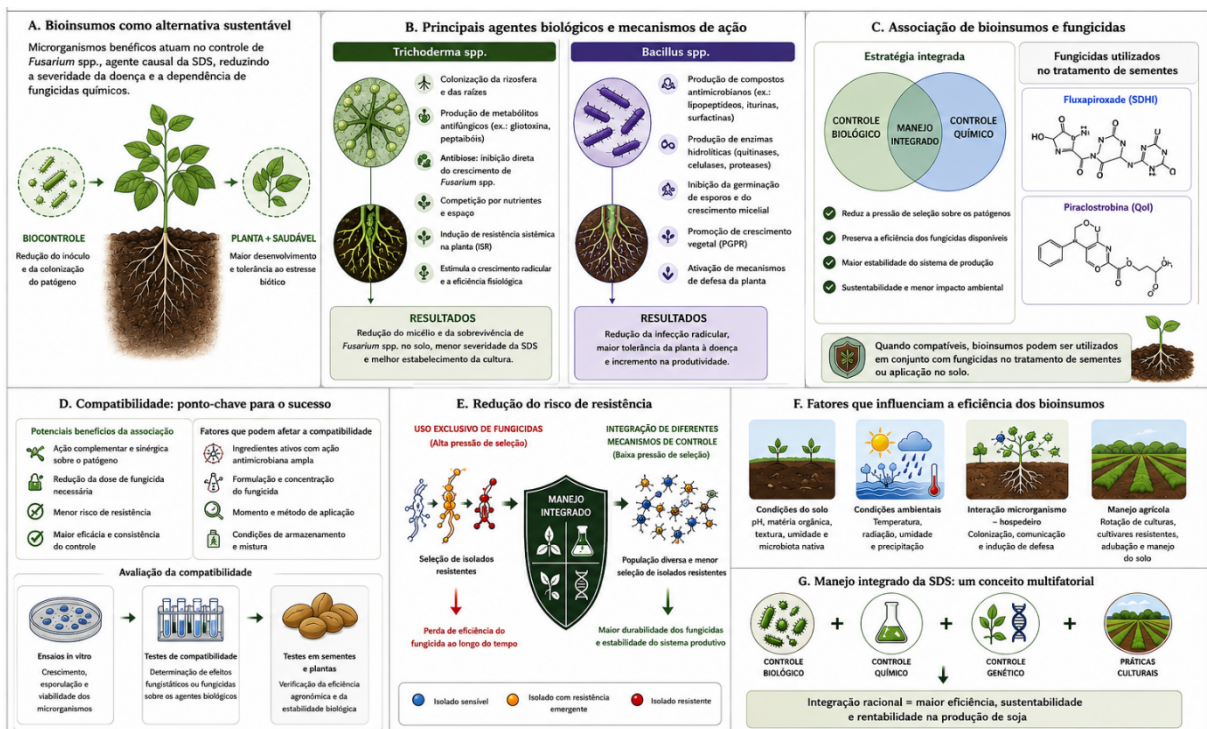 A. Bioinsumos como alternativa sustentável
Microrganismos benéficos atuam no controle de
Fusarium spp., agente causal da SDS, reduzindo
a severidade da doença e a dependência de
fungicidas químicos.
BIOCONTROLE
Redução do inóculo
e da colonização
do patógeno
PLANTA + SAUDÁVEL
Maior desenvolvimento
e tolerância ao estresse
biótico
B. Principais agentes biológicos e mecanismos de ação
Trichoderma spp.
Colonização da rizosfera
e das raízes
Produção de metabólitos
antifúngicos (ex.: gliotoxina,
peptaibóis)
Antibiose: inibição direta
do crescimento de
Fusarium spp.
Competição por nutrientes
e espaço
Indução de resistência sistêmica
na planta (ISR)
Estimula o crescimento radicular
e a eficiência fisiológica
RESULTADOS
Redução do micélio e da sobrevivência de
Fusarium spp. no solo, menor severidade da SDS
e melhor estabelecimento da cultura.
Bacillus spp.
Produção de compostos
antimicrobianos (ex.:
lipopeptídeos, iturinas,
surfactinas)
Produção de enzimas
hidrolíticas (quitinases,
celulases, proteases)
Inibição da germinação
de esporos e do
crescimento micelial
Promoção de crescimento
vegetal (PGPR)
Ativação de mecanismos
de defesa da planta
RESULTADOS
Redução da infecção radicular,
maior tolerância da planta à doença
e incremento na produtividade.
C. Associação de bioinsumos e fungicidas
Estratégia integrada
CONTROLE
BIOLÓGICO
MANEJO
INTEGRADO
CONTROLE
QUÍMICO
Reduz a pressão de seleção sobre os patógenos
Preserva a eficiência dos fungicidas disponíveis
Maior estabilidade do sistema de produção
Sustentabilidade e menor impacto ambiental
Fungicidas utilizados
no tratamento de sementes
Fluxapiroxade (SDHI)
Piraclostrobina (QoI)
Quando compatíveis, bioinsumos podem ser utilizados
em conjunto com fungicidas no tratamento de sementes
ou aplicação no solo.
D. Compatibilidade: ponto-chave para o sucesso
Potenciais benefícios da associação
Ação complementar e sinérgica
sobre o patógeno
Redução da dose de fungicida
necessária
Menor risco de resistência
Maior eficácia e consistência
do controle
Fatores que podem afetar a compatibilidade
Ingredientes ativos com ação
antimicrobiana ampla
Formulação e concentração
do fungicida
Momento e método de aplicação
Condições de armazenamento
e mistura
Avaliação da compatibilidade
Ensaios in vitro
Crescimento,
esporulação e
viabilidade dos
microrganismos
Testes de compatibilidade
Determinação de efeitos
fungistáticos ou fungicidas
sobre os agentes biológicos
Testes em sementes
e plantas
Verificação da eficiência
agronômica e da
estabilidade biológica
E. Redução do risco de resistência
USO EXCLUSIVO DE FUNGICIDAS
(Alta pressão de seleção)
Seleção de isolados
resistentes
Perda de eficiência do
fungicida ao longo do tempo
MANEJO
INTEGRADO
INTEGRAÇÃO DE DIFERENTES
MECANISMOS DE CONTROLE
(Baixa pressão de seleção)
População diversa e menor
seleção de isolados resistentes
Maior durabilidade dos fungicidas
e estabilidade do sistema produtivo
Isolado sensível
Isolado com resistência
emergente
Isolado resistente
F. Fatores que influenciam a eficiência dos bioinsumos
Condições do solo
pH, matéria orgânica,
textura, umidade e
microbiota nativa
Condições ambientais
Temperatura,
radiação, umidade
e precipitação
Interação microrganismo
– hospedeiro
Colonização, comunicação
e indução de defesa
Manejo agrícola
Rotação de culturas,
cultivares resistentes,
adubação e manejo
do solo
G. Manejo integrado da SDS: um conceito multifatorial
CONTROLE
BIOLÓGICO
+
CONTROLE
QUÍMICO
+
CONTROLE
GENÉTICO
+
PRÁTICAS
CULTURAIS
Integração racional = maior eficiência, sustentabilidade
e rentabilidade na produção de soja